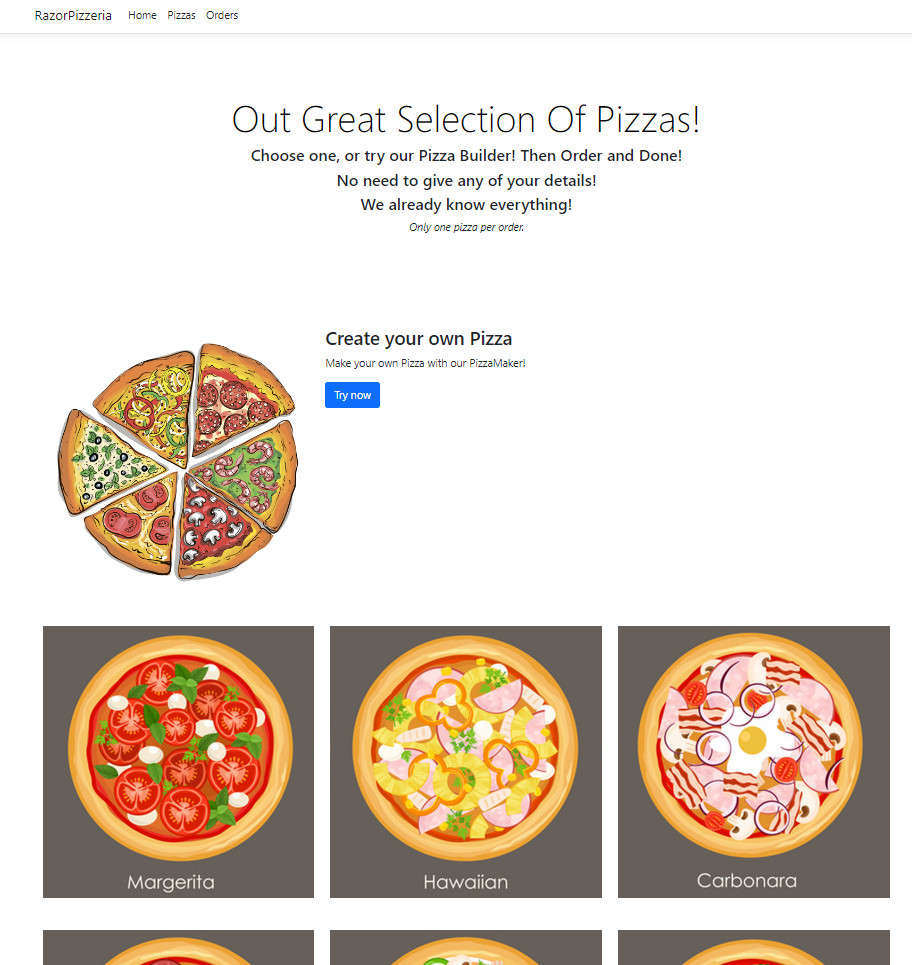 RazorPizzeria Home Pizzas Orders
Out Great Selection Of Pizzas!
Choose one, or try our Pizza Builder! Then Order and Done!
No need to give any of your details!
We already know everything!
Only one pizza per order.
Create your own Pizza
Make your own Pizza with our PizzaMaker!
Try now
Margerita
Hawaiian
Carbonara